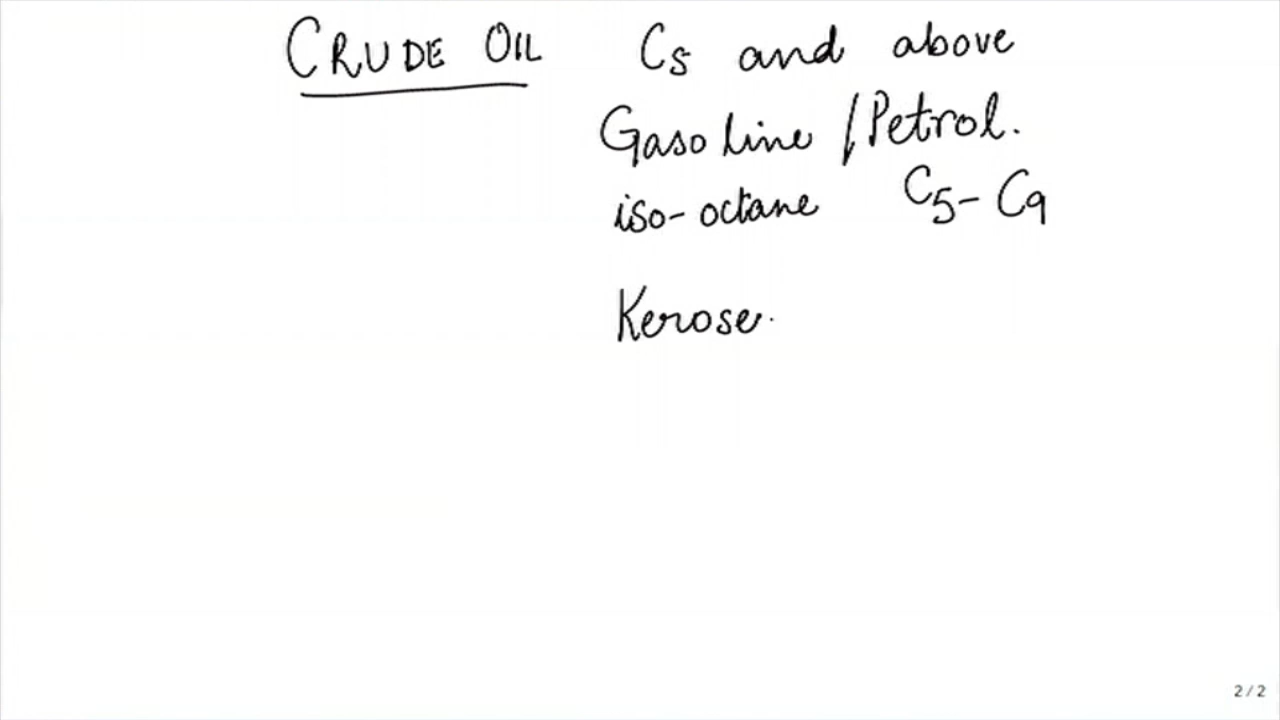 CRUDE OIL C5 and above
Gasoline / Petrol.
iso-octane C5 - C9
Kerose
2 / 2